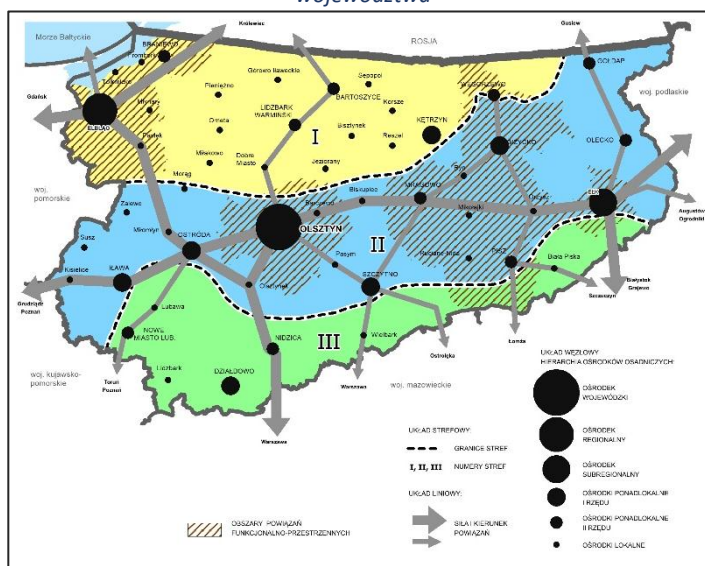 województwa
Królewiec
Gusiew
Morze Bałtyckie
ROSJA
BRANIEWO
Frombork
GOŁDAP
Tolkmicko
Górowo Iławeckie
Sępopol
Pieniężno
BARTOSZYCE
WĘGORZEWO
woj. podlaskie
Gdańsk
Młynary
Korsze
ELBLĄG
LIDZBARK
WARMIŃSK.
Orneta
I
Bisztynek
KĘTRZYN
Pasłęk
Reszel
GIŻYCKO
OLECKO
Miłakowo
Dobre
Miasto
Jeziorany
Ryn
woj.
pomorskie
Morąg
Biskupiec
MRĄGOWO
EŁK
Zalewo
Barczewo
Mikołajki
Orzysz
OLSZTYN
Augustów
Ogrodniki
Susz
Miłomłyn
OSTRÓDA
II
Pasym
Ruciane-Nida
PISZ
Biała Piska
Kisielice
IŁAWA
Olsztynek
SZCZYTNO
Białystok
Grajewo
Grudziądz
Poznań
Szczuczyn
Lubawa
NOWE
MIASTO LUB.
III
Wielbark
Łomża
NIDZICA
Ostrołęka
UKŁAD WĘZŁOWY
HIERARCHIA OŚRODKÓW OSADNICZYCH:
woj. kujawsko-
pomorskie
Lidzbark
DZIAŁDOWO
Toruń
Poznań
Warszawa
woj. mazowieckie
OŚRODEK
WOJEWÓDZKI
Warszawa
UKŁAD STREFOWY:
OŚRODEK
REGIONALNY
GRANICE STREF
I, II, III
NUMERY STREF
OŚRODEK
SUBREGIONALNY
UKŁAD LINIOWY:
OŚRODKI PONADLOKALNE
I RZĘDU
OBSZARY POWIĄZAŃ
FUNKCJONALNO-PRZESTRZENNYCH
SIŁA I KIERUNEK
POWIĄZAŃ
OŚRODKI PONADLOKALNE
II RZĘDU
OŚRODKI LOKALNE